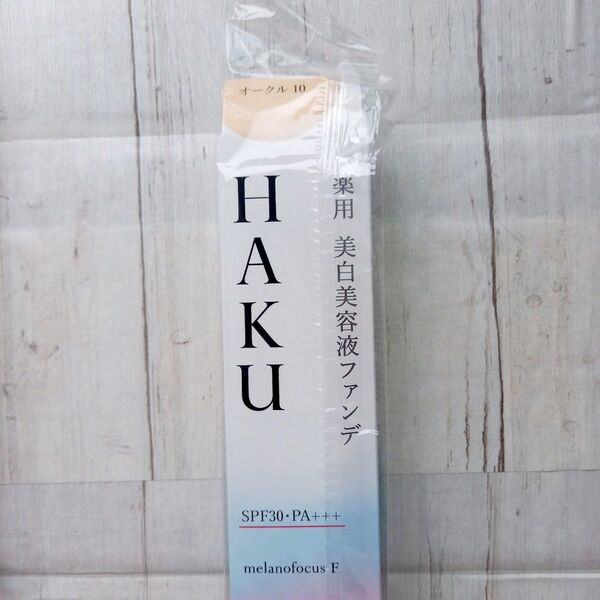 オークル 10
HAKU
薬用 美白美容液ファンデ
SPF30・PA+++
melanofocus F